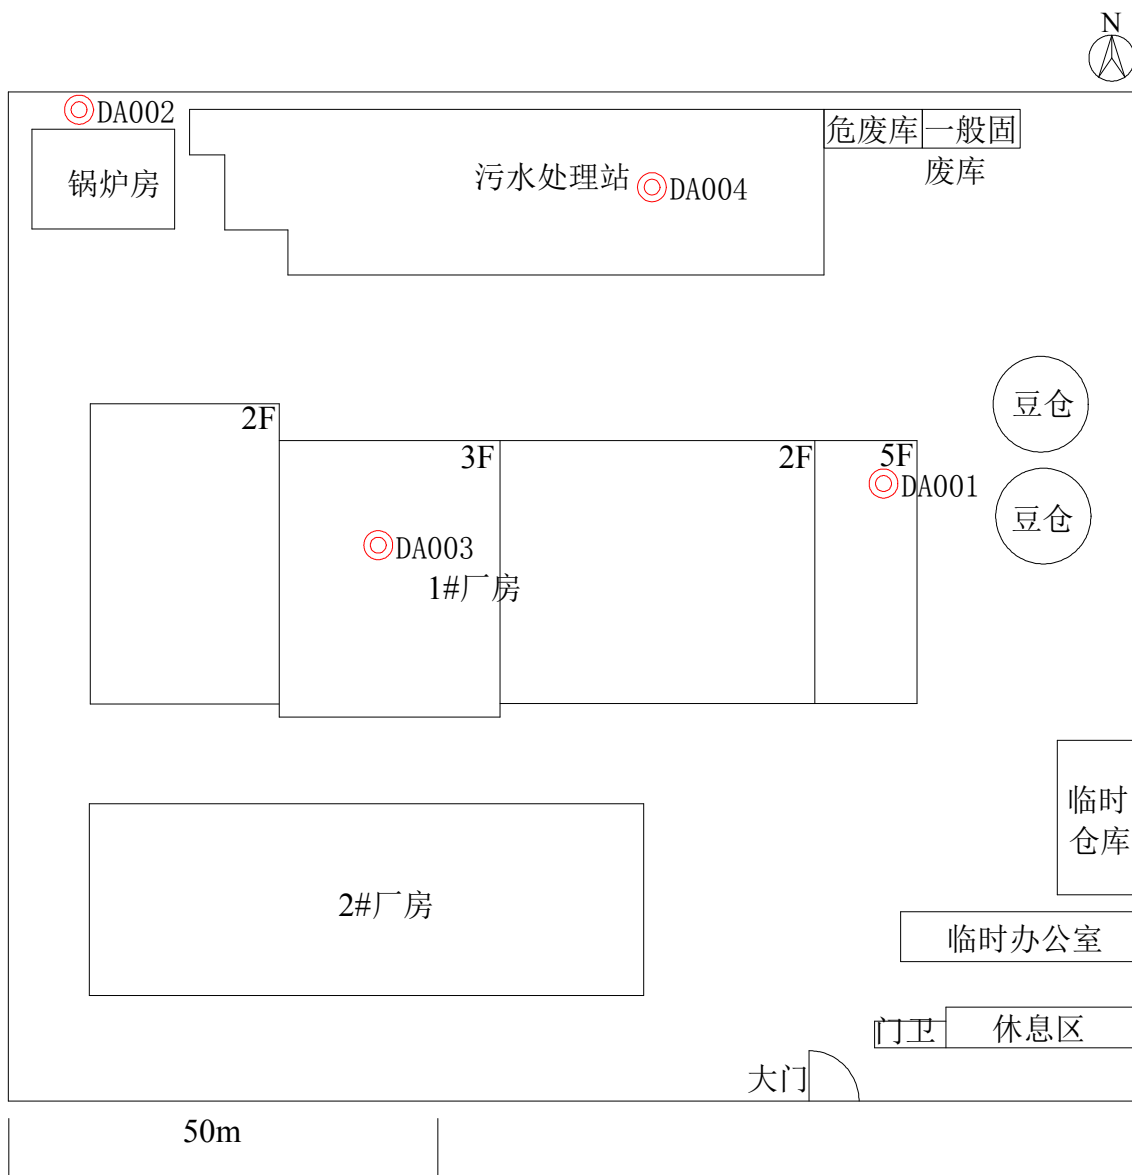 N
DA002
锅炉房
污水处理站
DA004
危废库
一般固
废库
豆仓
豆仓
2F
3F
2F
5F
DA001
DA003
1#厂房
临时
仓库
2#厂房
临时办公室
门卫
休息区
大门
50m